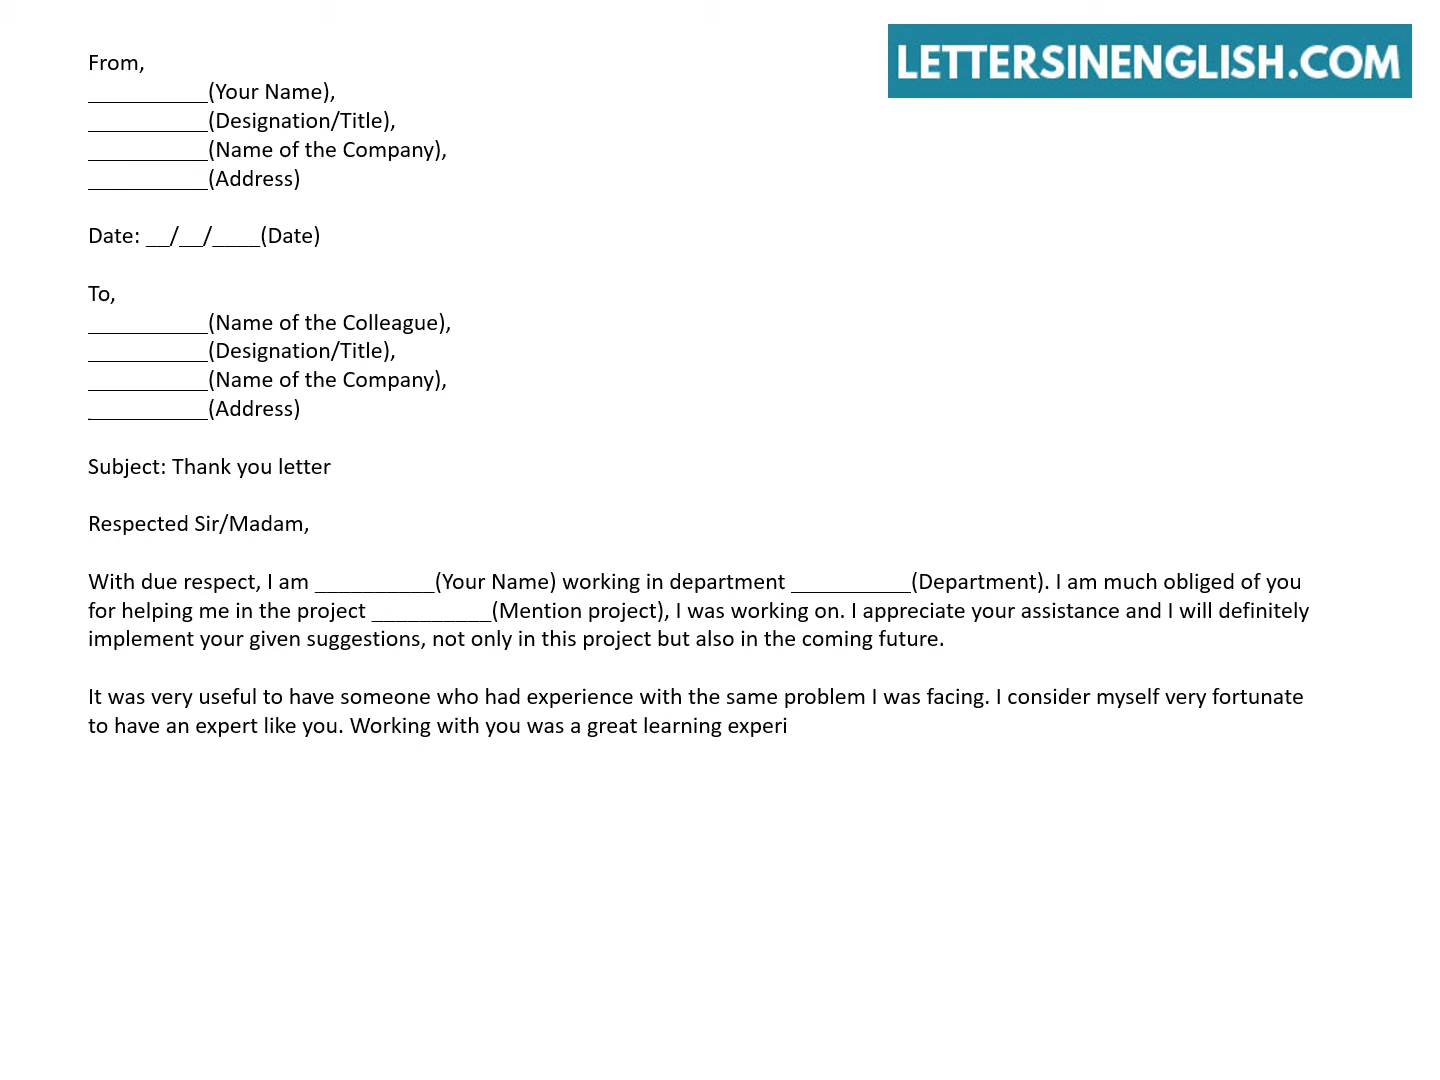 LETTERSINENGLISH.COM
From,
__________(Your Name),
__________(Designation/Title),
__________(Name of the Company),
__________(Address)
Date: __/__/____(Date)
To,
__________(Name of the Colleague),
__________(Designation/Title),
__________(Name of the Company),
__________(Address)
Subject: Thank you letter
Respected Sir/Madam,
With due respect, I am __________(Your Name) working in department __________(Department). I am much obliged of you
for helping me in the project __________(Mention project), I was working on. I appreciate your assistance and I will definitely
implement your given suggestions, not only in this project but also in the coming future.
It was very useful to have someone who had experience with the same problem I was facing. I consider myself very fortunate
to have an expert like you. Working with you was a great learning experi